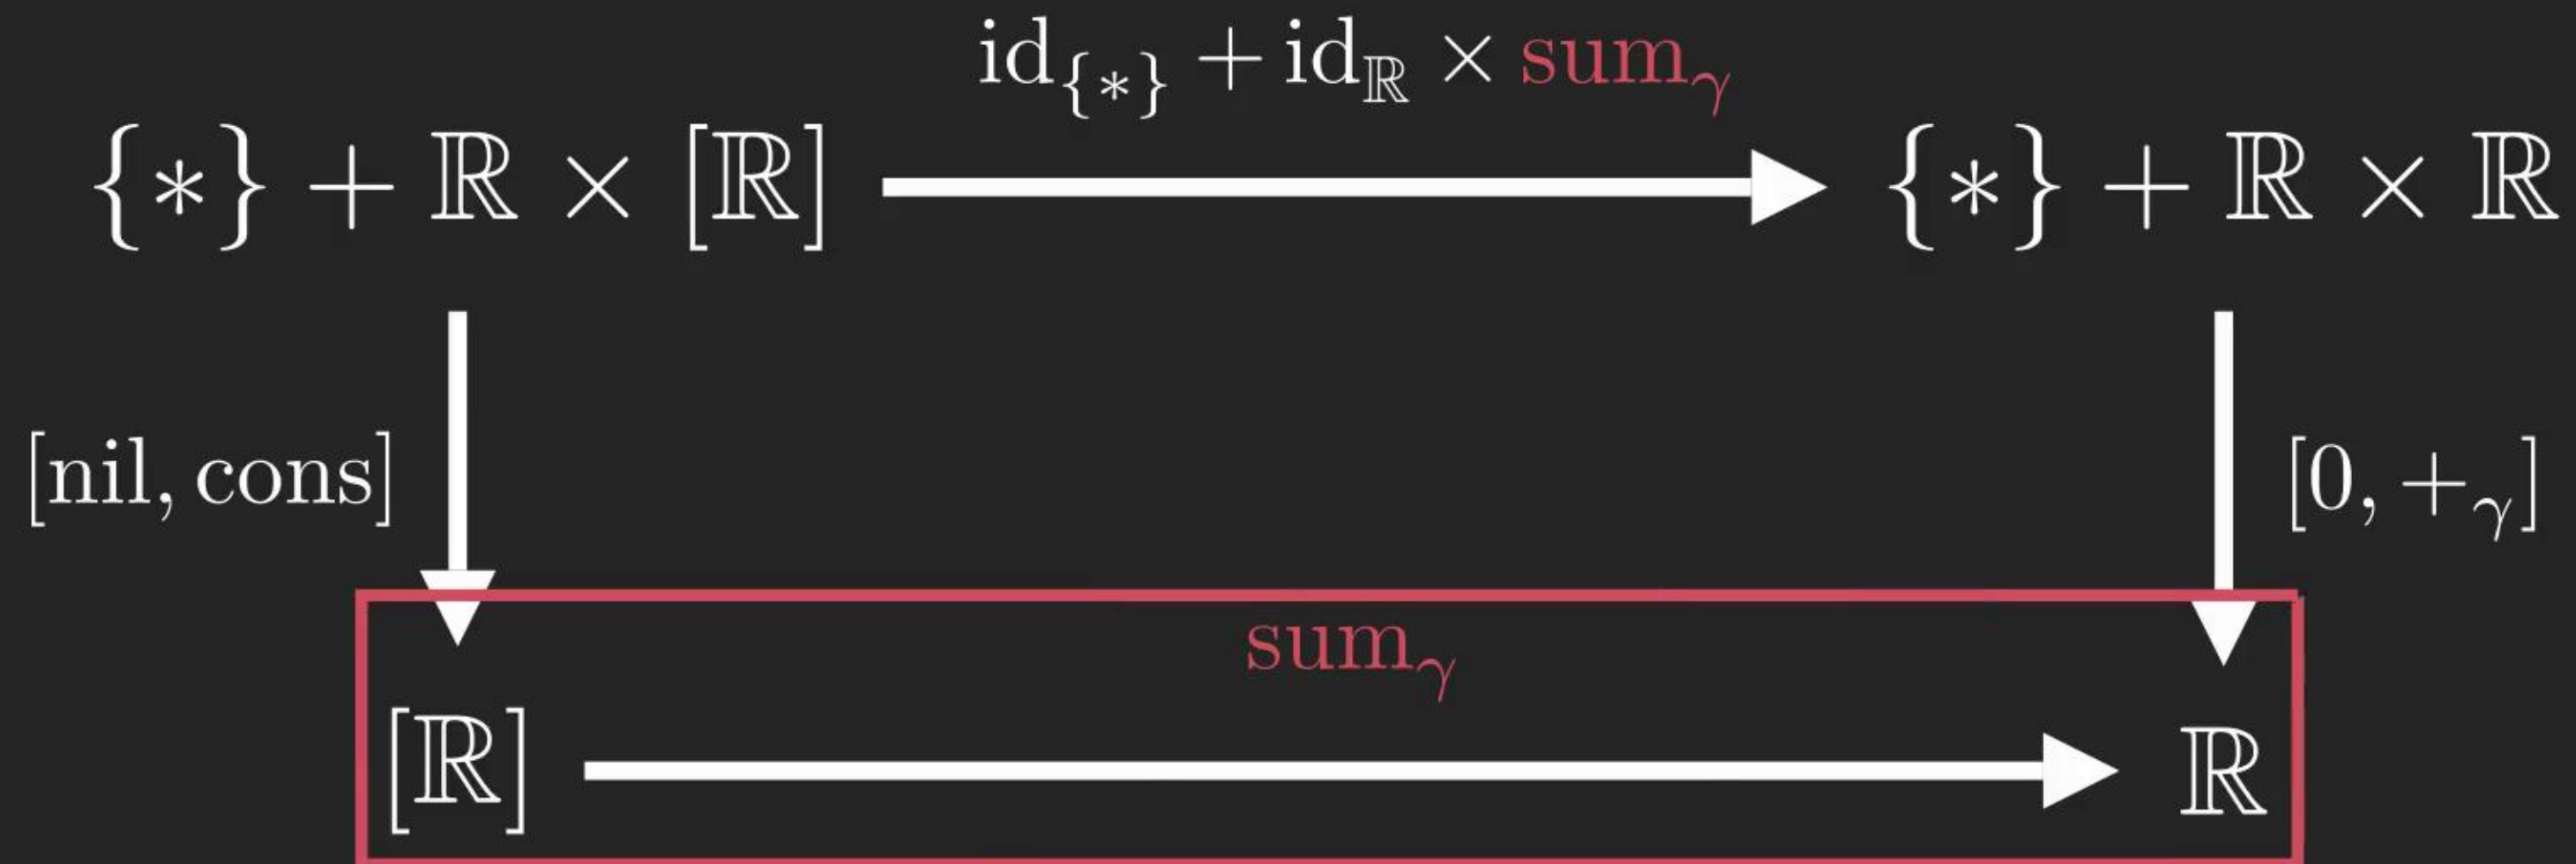 id_{*} + id_ℝ × sum_γ
{*} + ℝ × [ℝ] {*} + ℝ × ℝ
[nil, cons] [0, +_γ]
sum_γ
[ℝ] ℝ